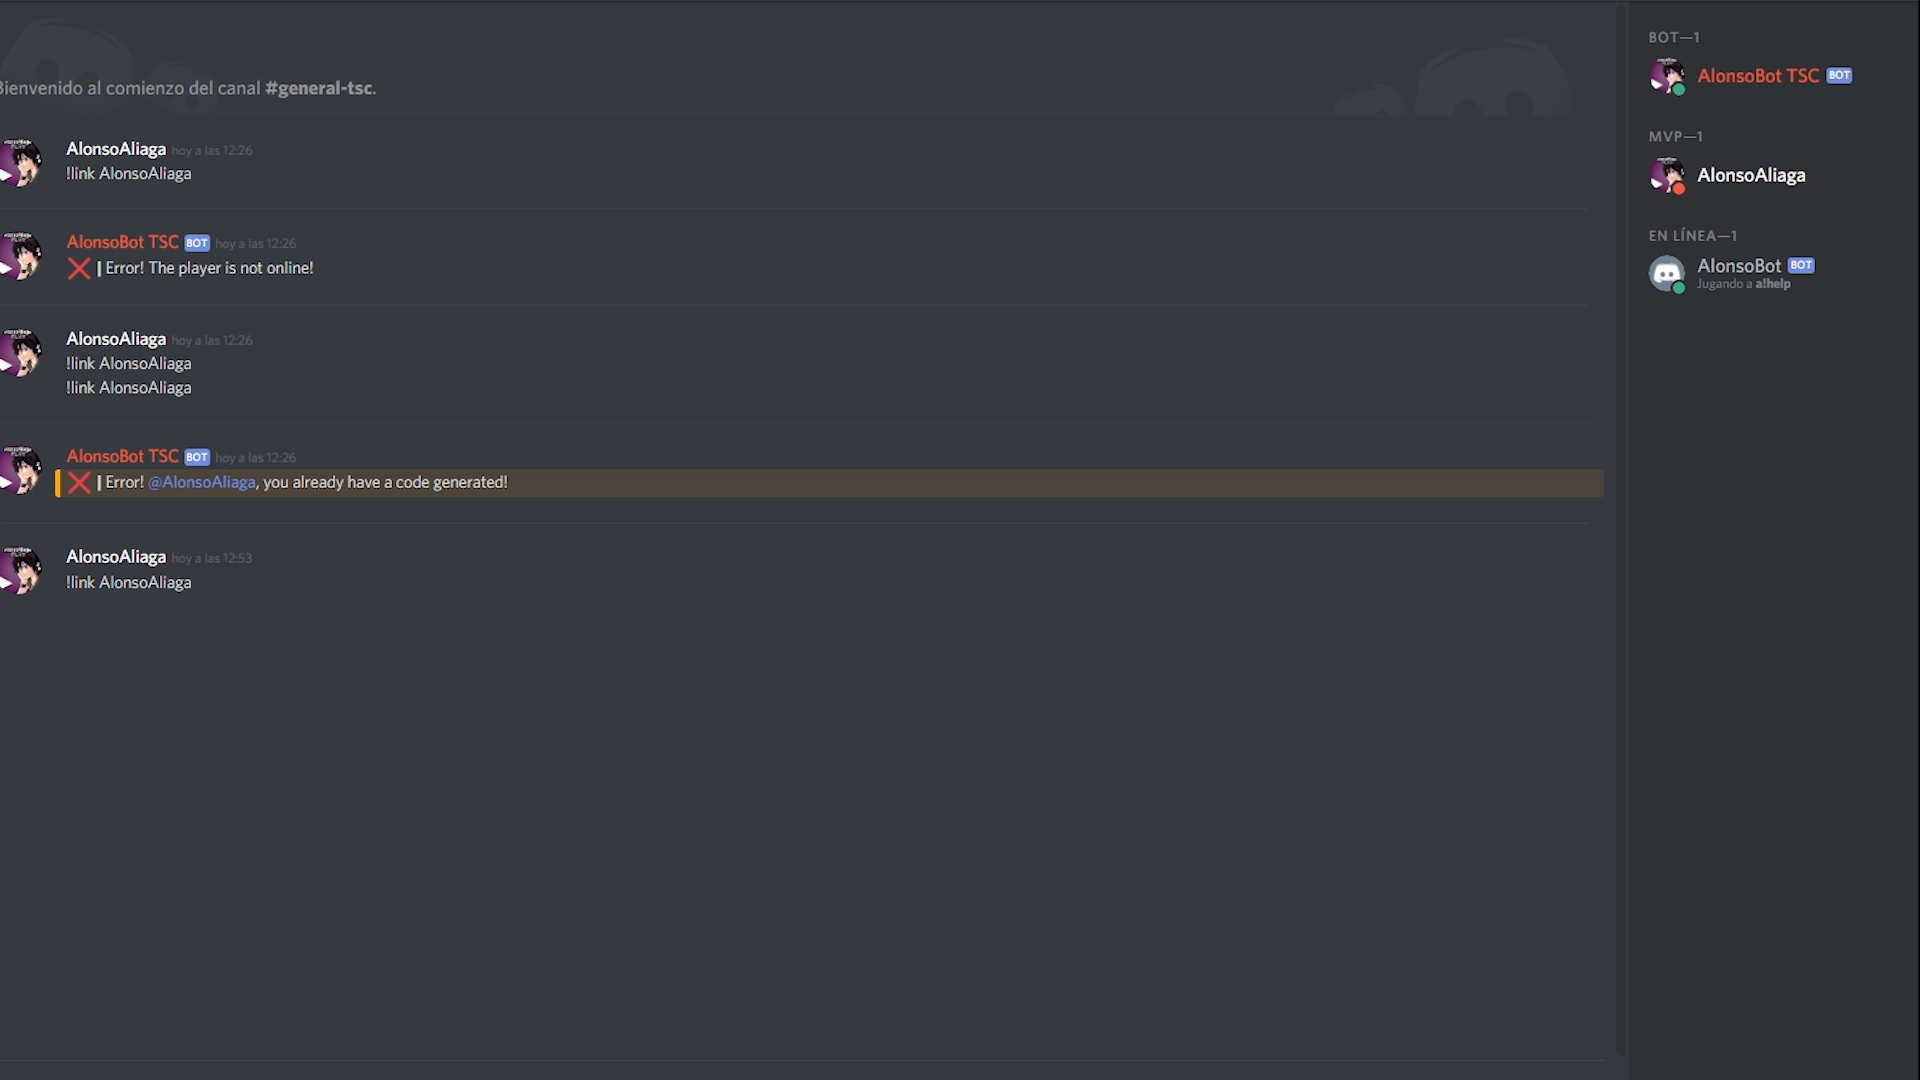 Bienvenido al comienzo del canal #general-tsc.
AlonsoAliaga hoy a las 12:26
!link AlonsoAliaga
AlonsoBot TSC BOT hoy a las 12:26
❌ | Error! The player is not online!
AlonsoAliaga hoy a las 12:26
!link AlonsoAliaga
!link AlonsoAliaga
AlonsoBot TSC BOT hoy a las 12:26
❌ | Error! @AlonsoAliaga, you already have a code generated!
AlonsoAliaga hoy a las 12:53
!link AlonsoAliaga
BOT—1
AlonsoBot TSC BOT
MVP—1
AlonsoAliaga
EN LÍNEA—1
AlonsoBot BOT
Jugando a a!help